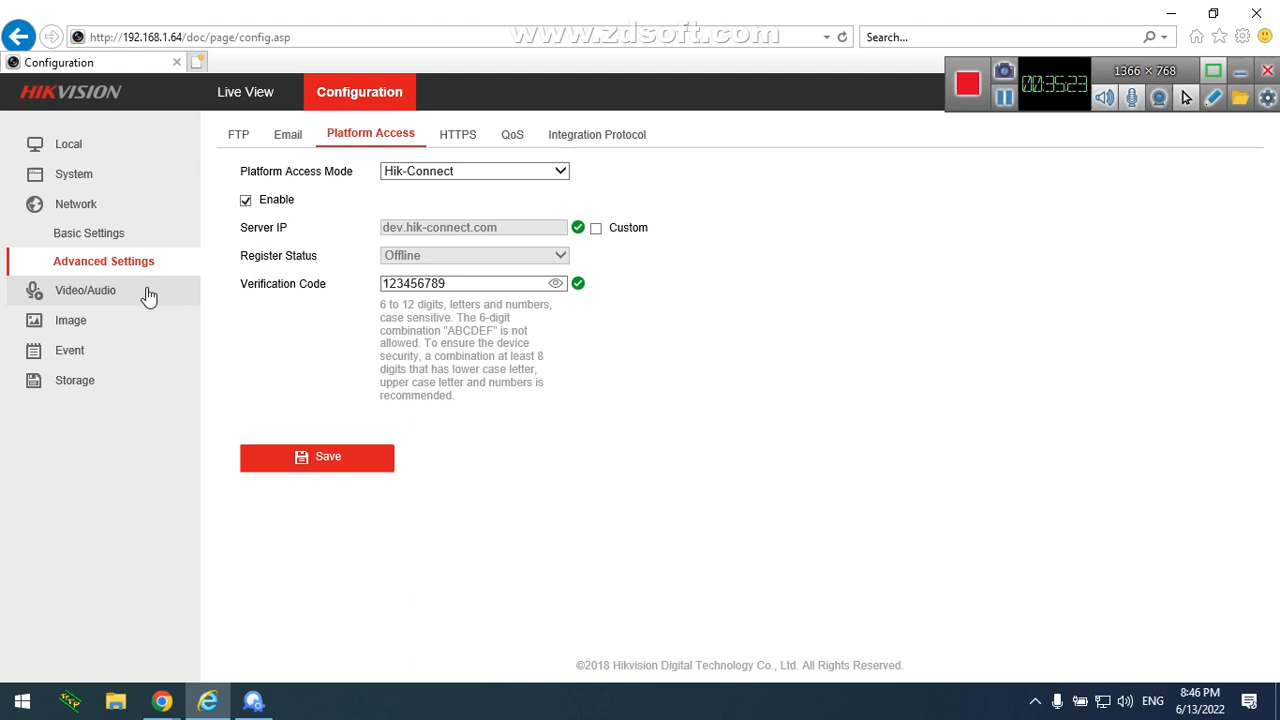 http://192.168.1.64/doc/page/config.asp
www.zdsoft.com
Search...
Configuration
1366 × 768
00:35:23
HIKVISION
Live View
Configuration
Local
System
Network
Basic Settings
Advanced Settings
Video/Audio
Image
Event
Storage
FTP
Email
Platform Access
HTTPS
QoS
Integration Protocol
Platform Access Mode
Hik-Connect
Enable
Server IP
dev.hik-connect.com
Custom
Register Status
Offline
Verification Code
123456789
6 to 12 digits, letters and numbers,
case sensitive. The 6-digit
combination "ABCDEF" is not
allowed. To ensure the device
security, a combination at least 8
digits that has lower case letter,
upper case letter and numbers is
recommended.
Save
©2018 Hikvision Digital Technology Co., Ltd. All Rights Reserved.
ENG
8:46 PM
6/13/2022